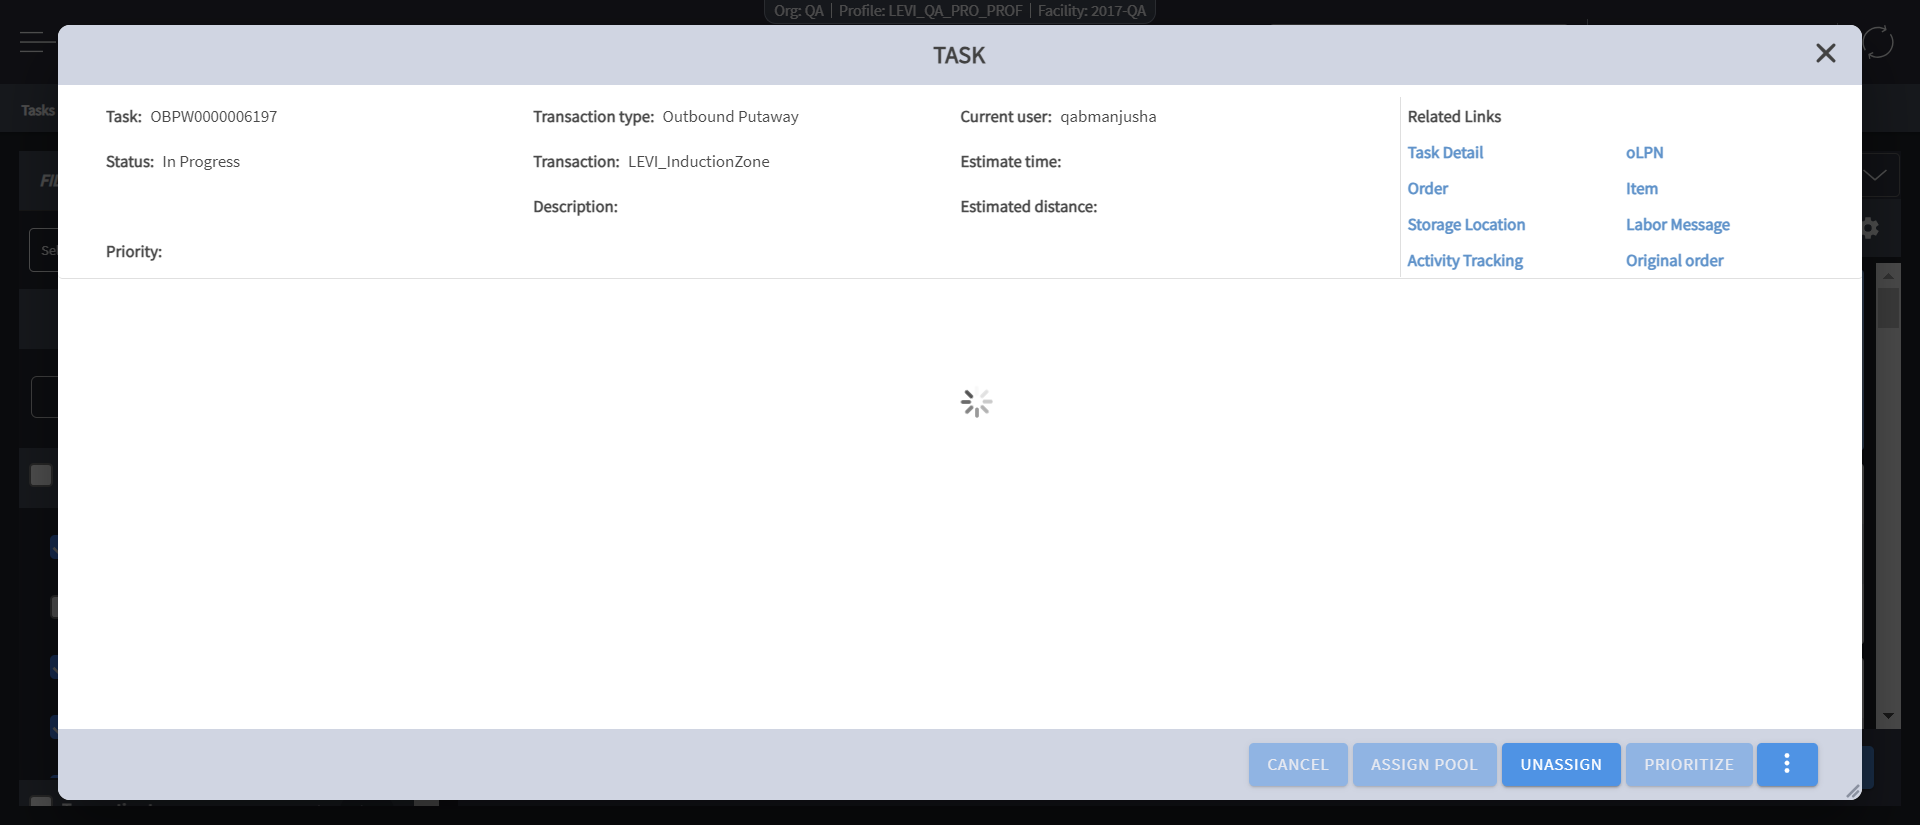 Org: QA | Profile: LEVI_QA_PRO_PROF | Facility: 2017-QA
TASK
Tasks
Task: OBPW0000006197
Transaction type: Outbound Putaway
Current user: qabmanjusha
Related Links
Status: In Progress
Transaction: LEVI_InductionZone
Estimate time:
Task Detail
oLPN
Description:
Estimated distance:
Order
Item
Storage Location
Labor Message
Priority:
Activity Tracking
Original order
CANCEL
ASSIGN POOL
UNASSIGN
PRIORITIZE